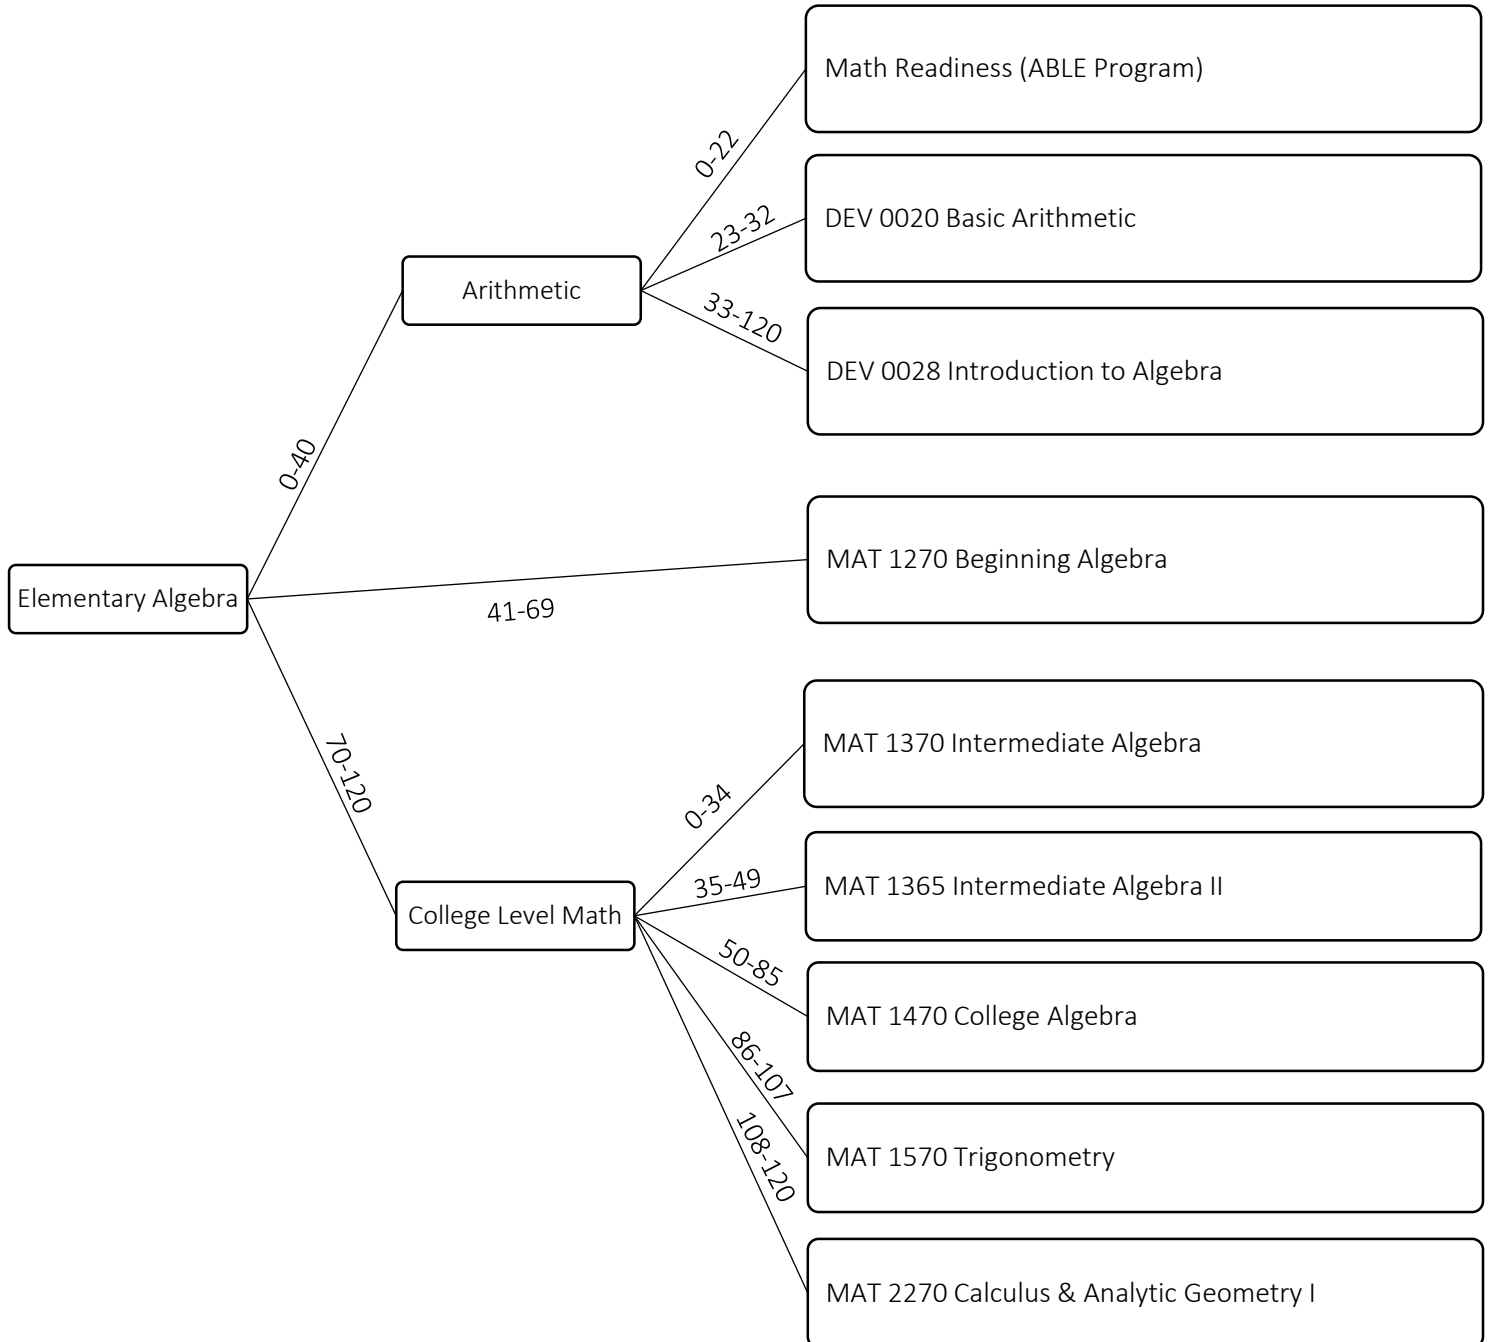 Math Readiness (ABLE Program)
0-22
DEV 0020 Basic Arithmetic
23-32
Arithmetic
33-120
DEV 0028 Introduction to Algebra
0-40
MAT 1270 Beginning Algebra
Elementary Algebra
41-69
MAT 1370 Intermediate Algebra
70-120
0-34
MAT 1365 Intermediate Algebra II
35-49
College Level Math
50-85
MAT 1470 College Algebra
86-107
MAT 1570 Trigonometry
108-120
MAT 2270 Calculus & Analytic Geometry I